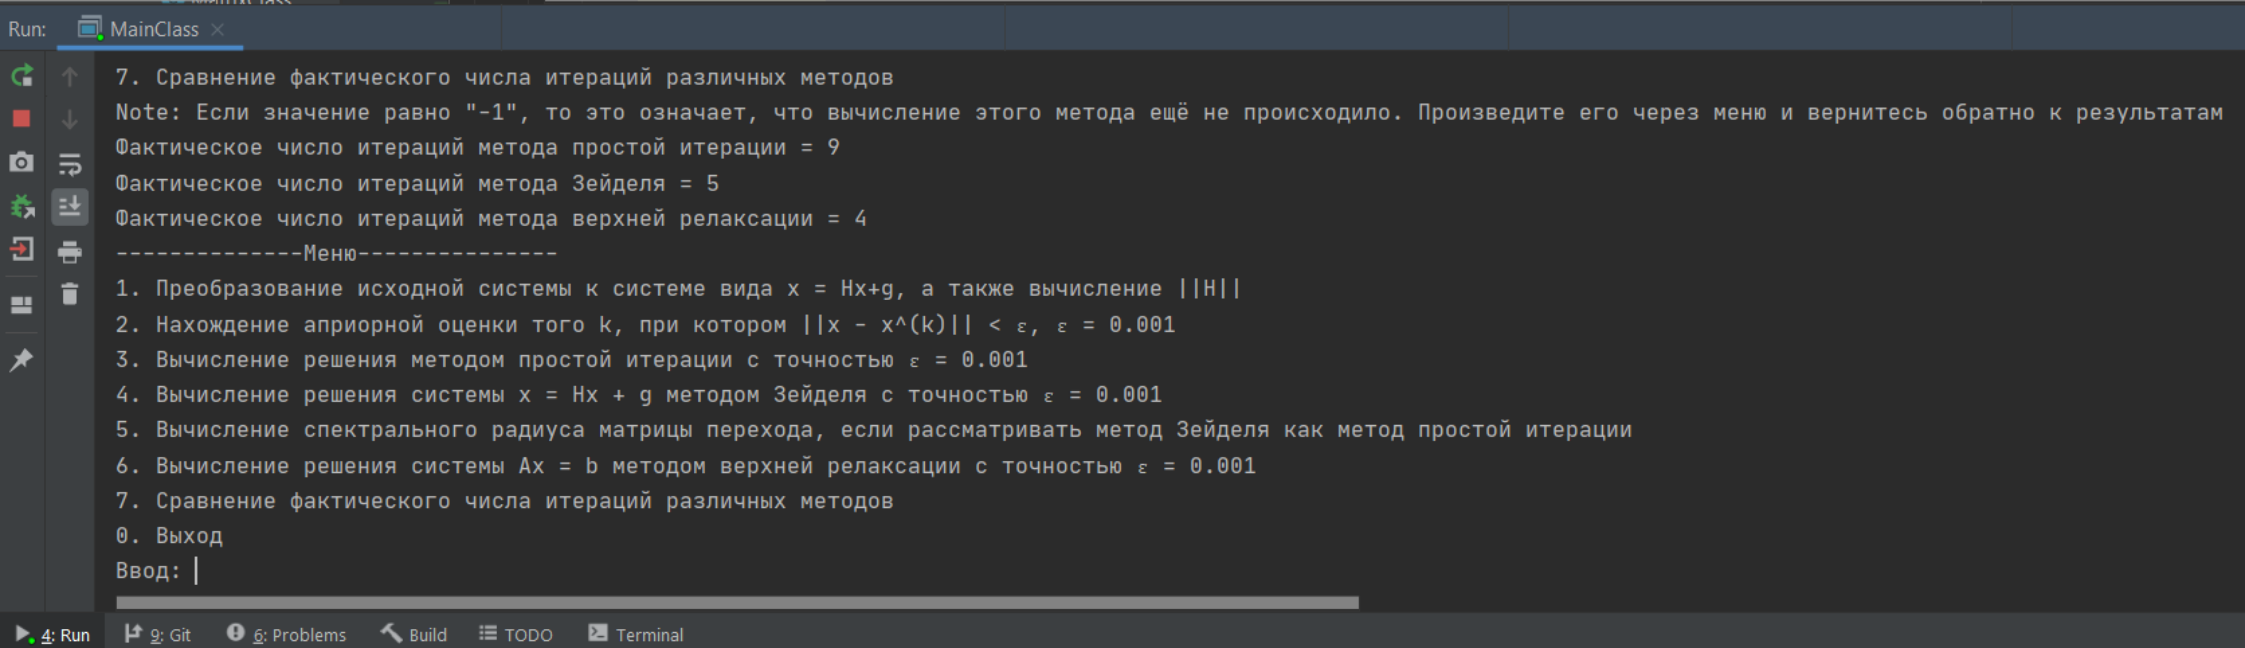 Run: MainClass
7. Сравнение фактического числа итераций различных методов
Note: Если значение равно "-1", то это означает, что вычисление этого метода ещё не происходило. Произведите его через меню и вернитесь обратно к результатам
Фактическое число итераций метода простой итерации = 9
Фактическое число итераций метода Зейделя = 5
Фактическое число итераций метода верхней релаксации = 4
--------------Меню---------------
1. Преобразование исходной системы к системе вида x = Hx+g, а также вычисление ||H||
2. Нахождение априорной оценки того k, при котором ||x - x^(k)|| < ε, ε = 0.001
3. Вычисление решения методом простой итерации с точностью ε = 0.001
4. Вычисление решения системы x = Hx + g методом Зейделя с точностью ε = 0.001
5. Вычисление спектрального радиуса матрицы перехода, если рассматривать метод Зейделя как метод простой итерации
6. Вычисление решения системы Ax = b методом верхней релаксации с точностью ε = 0.001
7. Сравнение фактического числа итераций различных методов
0. Выход
Ввод:
4: Run 9: Git 6: Problems Build TODO Terminal